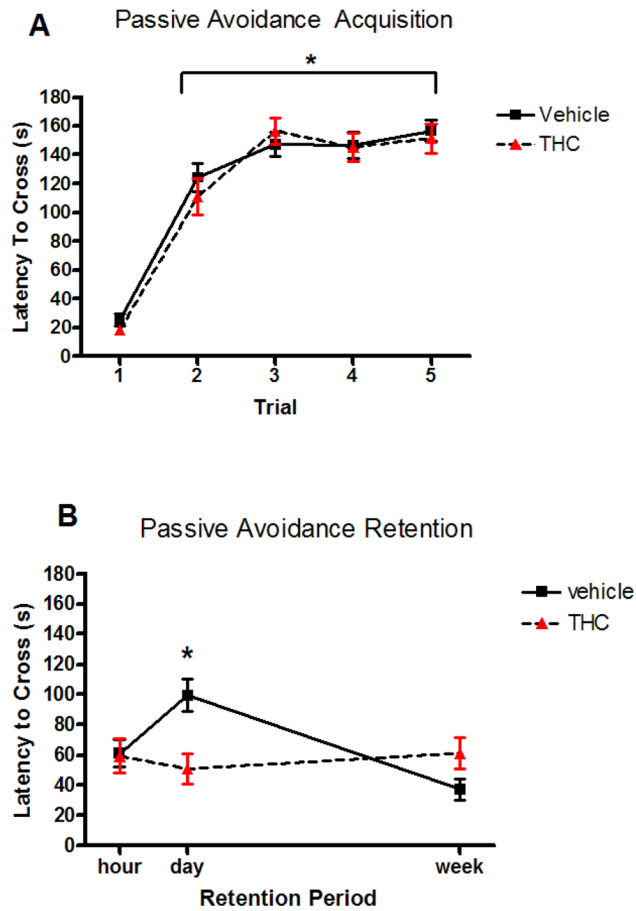 A
Passive Avoidance Acquisition
*
180
160
140
120
100
80
60
40
20
0
Latency To Cross (s)
Vehicle
THC
1 2 3 4 5
Trial
B
Passive Avoidance Retention
180
160
140
120
100
80
60
40
20
0
Latency to Cross (s)
*
vehicle
THC
hour day week
Retention Period